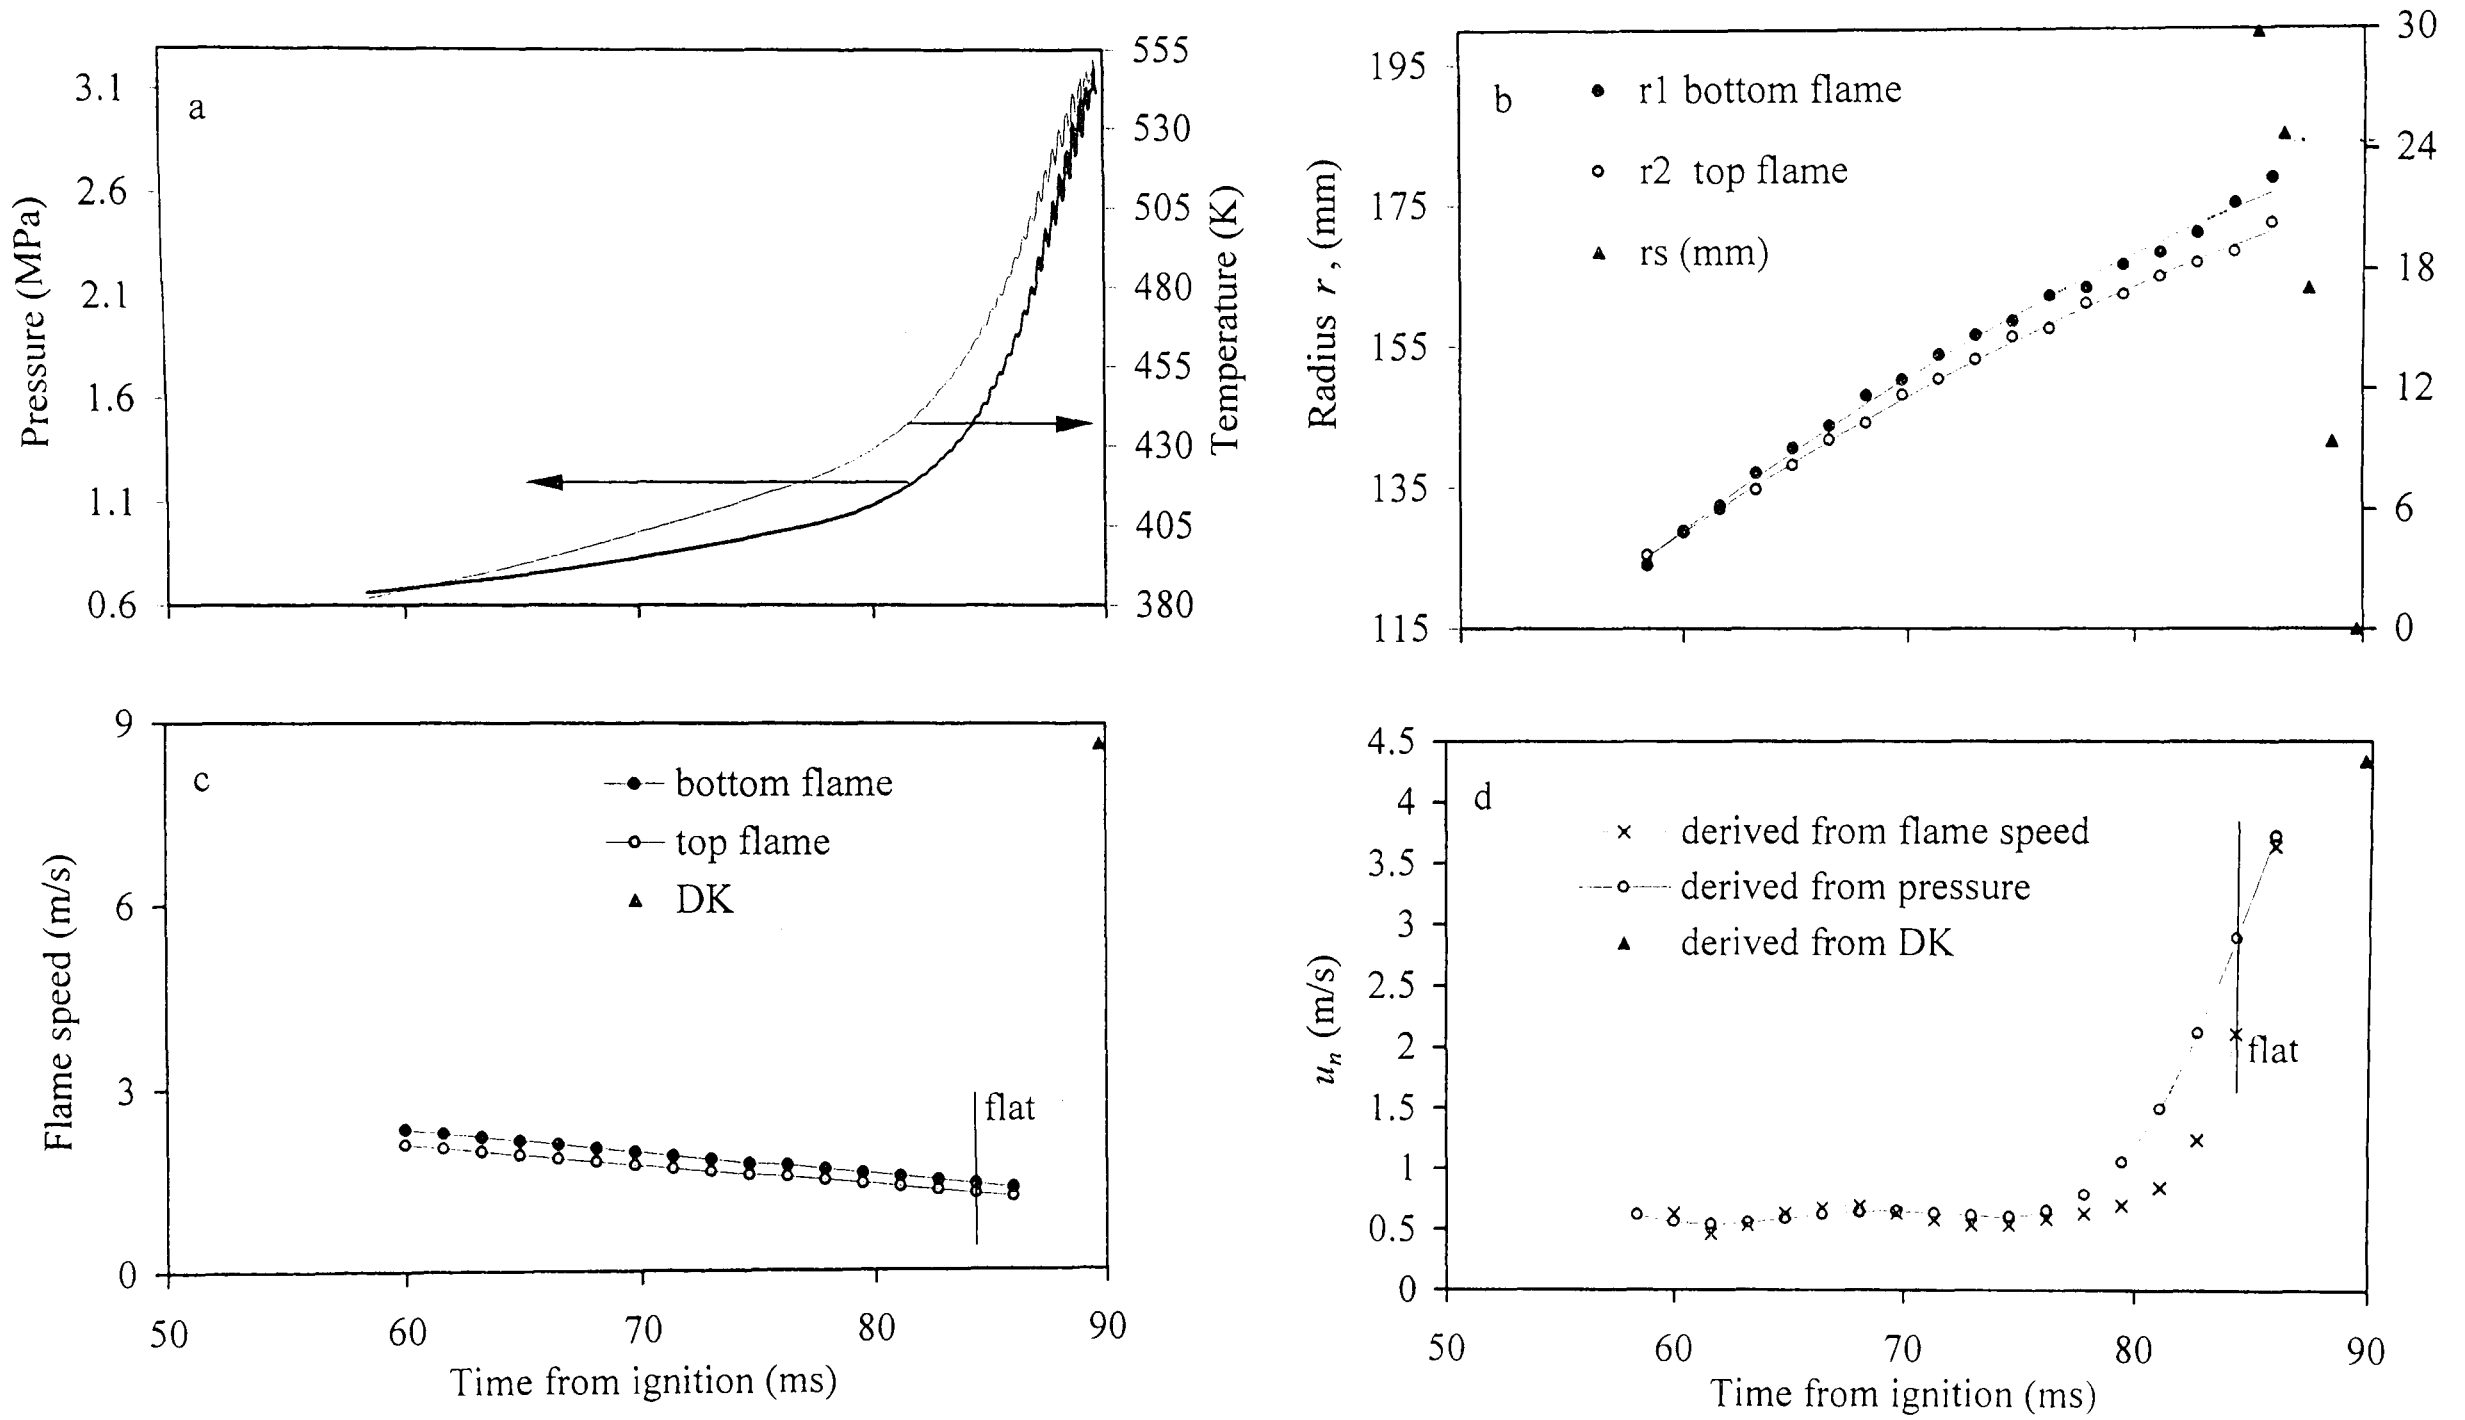 a
Pressure (MPa)
3.1
2.6
2.1
1.6
1.1
0.6
Temperature (K)
555
530
505
480
455
430
405
380
b
r1 bottom flame
r2 top flame
rs (mm)
Radius r, (mm)
195
175
155
135
115
30
24
18
12
6
0
c
bottom flame
top flame
DK
flat
Flame speed (m/s)
9
6
3
0
50 60 70 80 90
Time from ignition (ms)
d
derived from flame speed
derived from pressure
derived from DK
flat
un (m/s)
4.5
4
3.5
3
2.5
2
1.5
1
0.5
0
50 60 70 80 90
Time from ignition (ms)